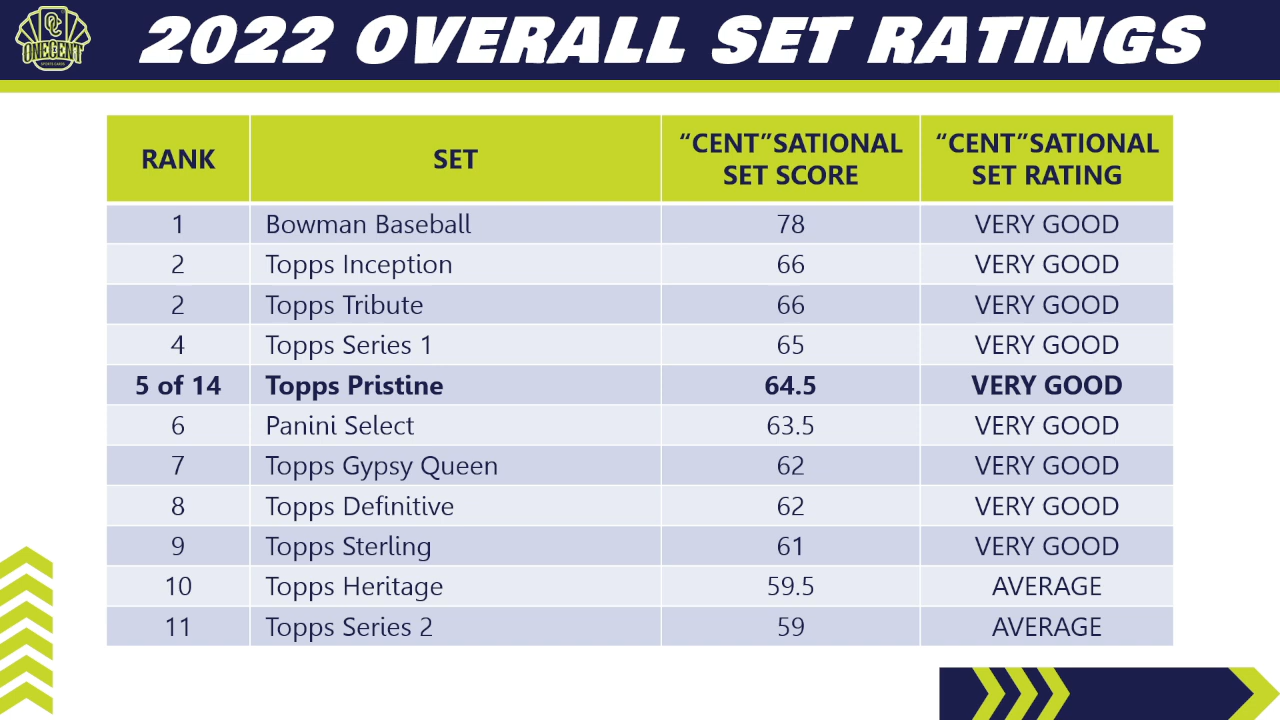 OC
ONECENT
SPORTS CARDS
2022 OVERALL SET RATINGS
RANK SET “CENT”SATIONAL SET SCORE “CENT”SATIONAL SET RATING
1 Bowman Baseball 78 VERY GOOD
2 Topps Inception 66 VERY GOOD
2 Topps Tribute 66 VERY GOOD
4 Topps Series 1 65 VERY GOOD
5 of 14 Topps Pristine 64.5 VERY GOOD
6 Panini Select 63.5 VERY GOOD
7 Topps Gypsy Queen 62 VERY GOOD
8 Topps Definitive 62 VERY GOOD
9 Topps Sterling 61 VERY GOOD
10 Topps Heritage 59.5 AVERAGE
11 Topps Series 2 59 AVERAGE